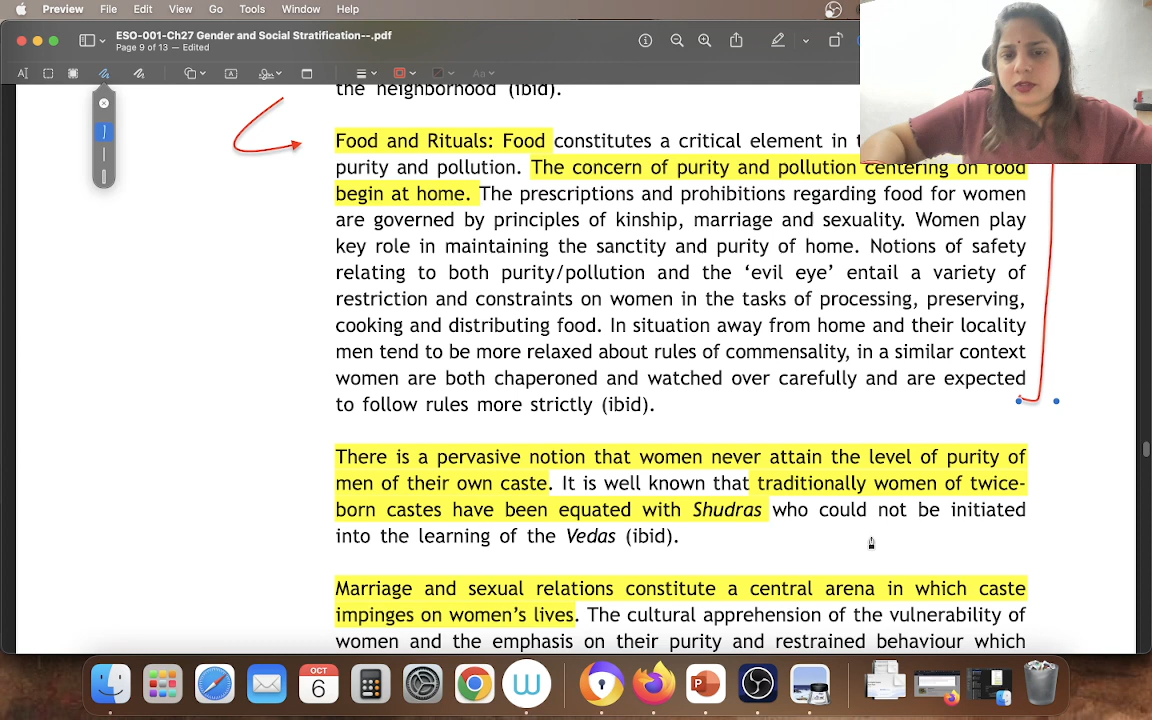 Preview File Edit View Go Tools Window Help
ESO-001-Ch27 Gender and Social Stratification--.pdf
Page 9 of 13 — Edited
the neighborhood (ibid).
Food and Rituals: Food constitutes a critical element in
purity and pollution. The concern of purity and pollution centering on food
begin at home. The prescriptions and prohibitions regarding food for women
are governed by principles of kinship, marriage and sexuality. Women play
key role in maintaining the sanctity and purity of home. Notions of safety
relating to both purity/pollution and the ‘evil eye’ entail a variety of
restriction and constraints on women in the tasks of processing, preserving,
cooking and distributing food. In situation away from home and their locality
men tend to be more relaxed about rules of commensality, in a similar context
women are both chaperoned and watched over carefully and are expected
to follow rules more strictly (ibid).
There is a pervasive notion that women never attain the level of purity of
men of their own caste. It is well known that traditionally women of twice-
born castes have been equated with Shudras who could not be initiated
into the learning of the Vedas (ibid).
Marriage and sexual relations constitute a central arena in which caste
impinges on women’s lives. The cultural apprehension of the vulnerability of
women and the emphasis on their purity and restrained behaviour which
OCT
6